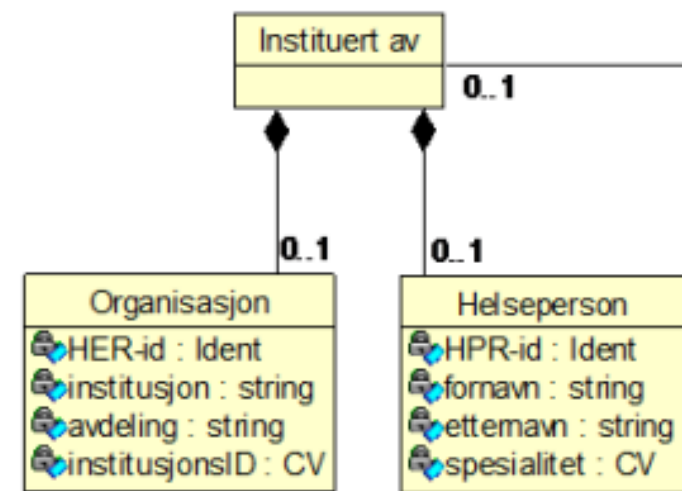 Instituert av
0..1
0..1
0..1
Organisasjon
HER-id : Ident
institusjon : string
avdeling : string
institusjonsID : CV
Helseperson
HPR-id : Ident
fornavn : string
etternavn : string
spesialitet : CV